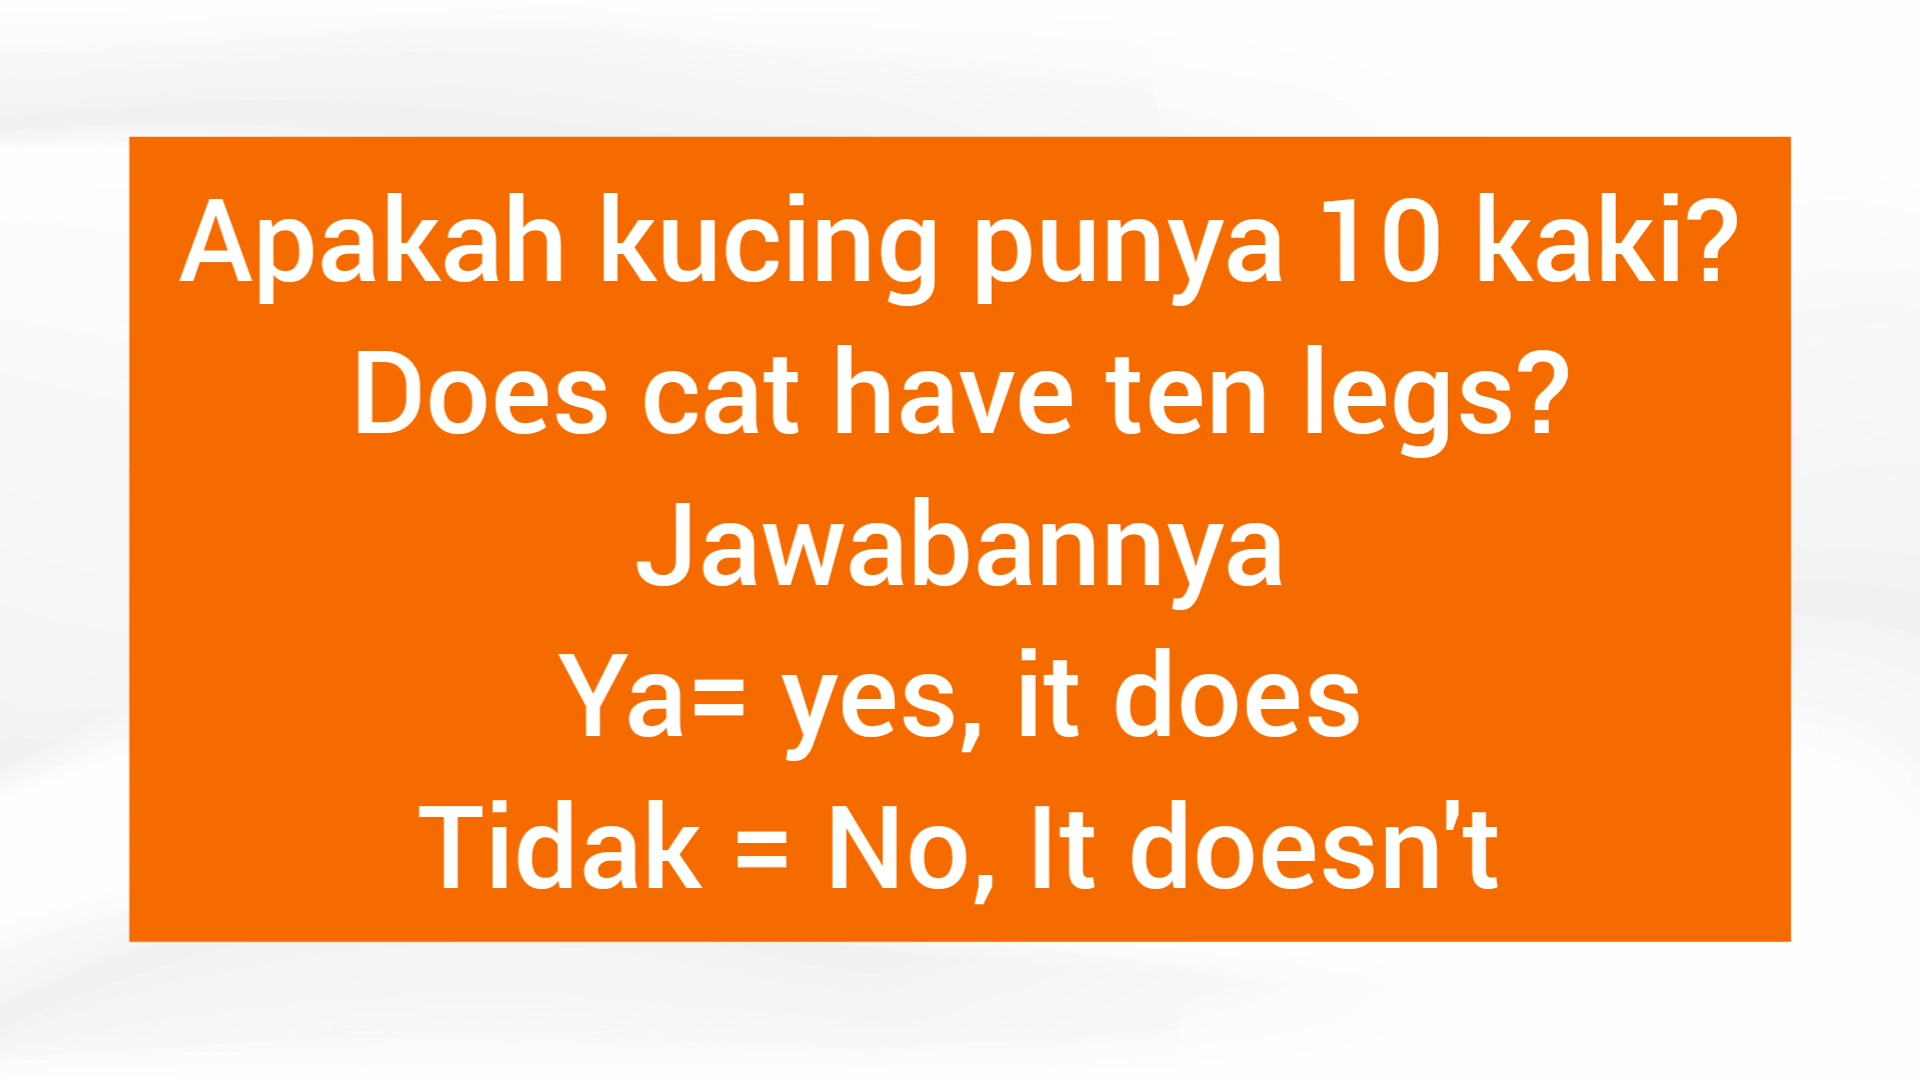 Apakah kucing punya 10 kaki?
Does cat have ten legs?
Jawabannya
Ya= yes, it does
Tidak = No, It doesn't